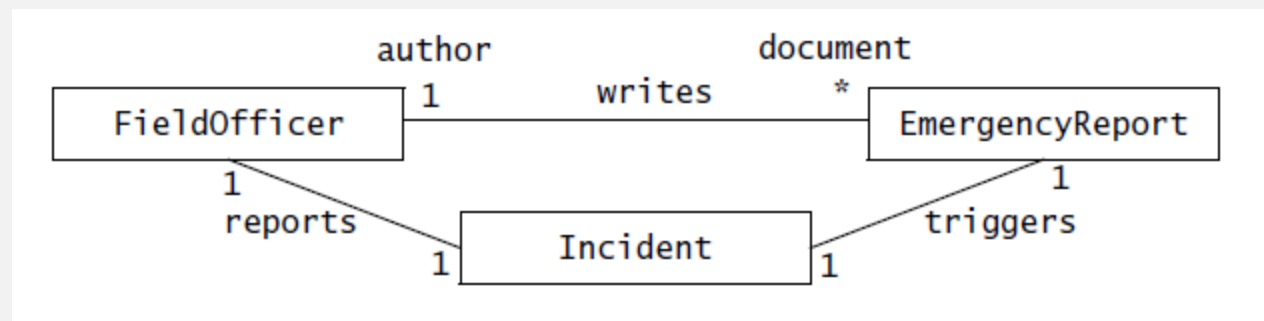 author
document
1
writes
*
FieldOfficer
EmergencyReport
1
1
reports
triggers
Incident
1
1